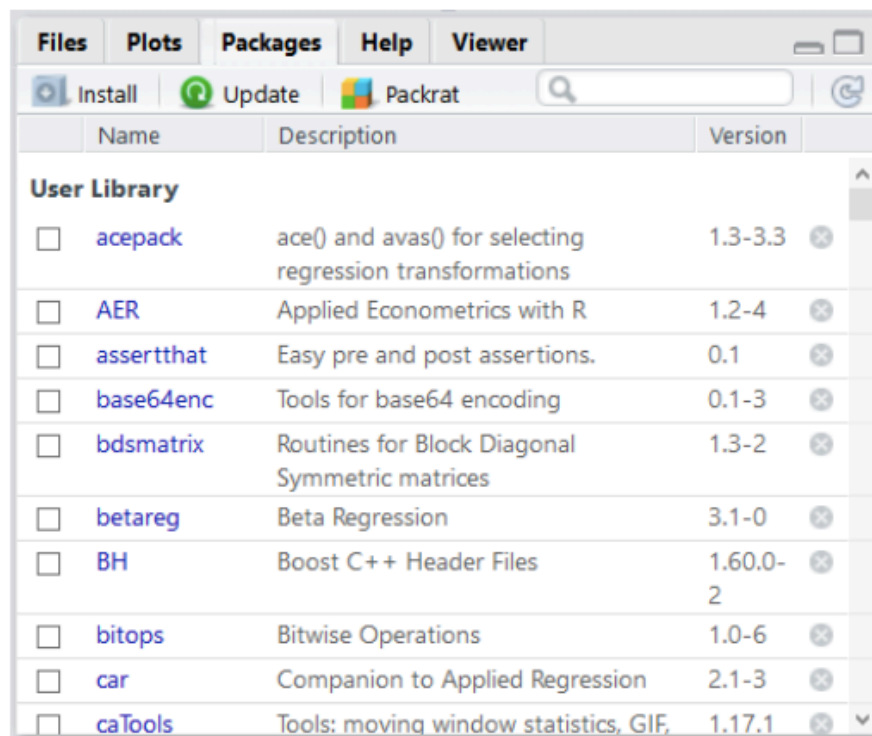 Files Plots Packages Help Viewer
Install Update Packrat
Name Description Version
User Library
acepack ace() and avas() for selecting 1.3-3.3
regression transformations
AER Applied Econometrics with R 1.2-4
assertthat Easy pre and post assertions. 0.1
base64enc Tools for base64 encoding 0.1-3
bdsmatrix Routines for Block Diagonal 1.3-2
Symmetric matrices
betareg Beta Regression 3.1-0
BH Boost C++ Header Files 1.60.0-
2
bitops Bitwise Operations 1.0-6
car Companion to Applied Regression 2.1-3
caTools Tools: moving window statistics, GIF, 1.17.1